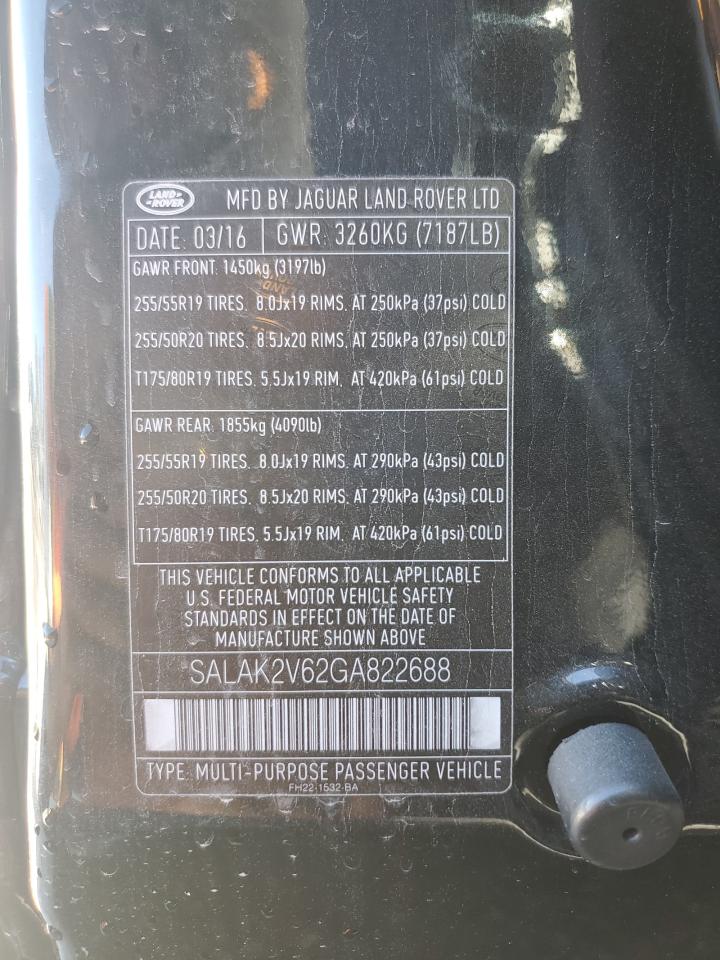 LAND-ROVER MFD BY JAGUAR LAND ROVER LTD
DATE: 03/16 GWR: 3260KG (7187LB)
GAWR FRONT: 1450kg (3197lb)
255/55R19 TIRES, 8.0Jx19 RIMS, AT 250kPa (37psi) COLD
255/50R20 TIRES, 8.5Jx20 RIMS, AT 250kPa (37psi) COLD
T175/80R19 TIRES, 5.5Jx19 RIM, AT 420kPa (61psi) COLD
GAWR REAR: 1855kg (4090lb)
255/55R19 TIRES, 8.0Jx19 RIMS, AT 290kPa (43psi) COLD
255/50R20 TIRES, 8.5Jx20 RIMS, AT 290kPa (43psi) COLD
T175/80R19 TIRES, 5.5Jx19 RIM, AT 420kPa (61psi) COLD
THIS VEHICLE CONFORMS TO ALL APPLICABLE
U.S. FEDERAL MOTOR VEHICLE SAFETY
STANDARDS IN EFFECT ON THE DATE OF
MANUFACTURE SHOWN ABOVE
SALAK2V62GA822688
TYPE: MULTI-PURPOSE PASSENGER VEHICLE
FH22-1532-BA